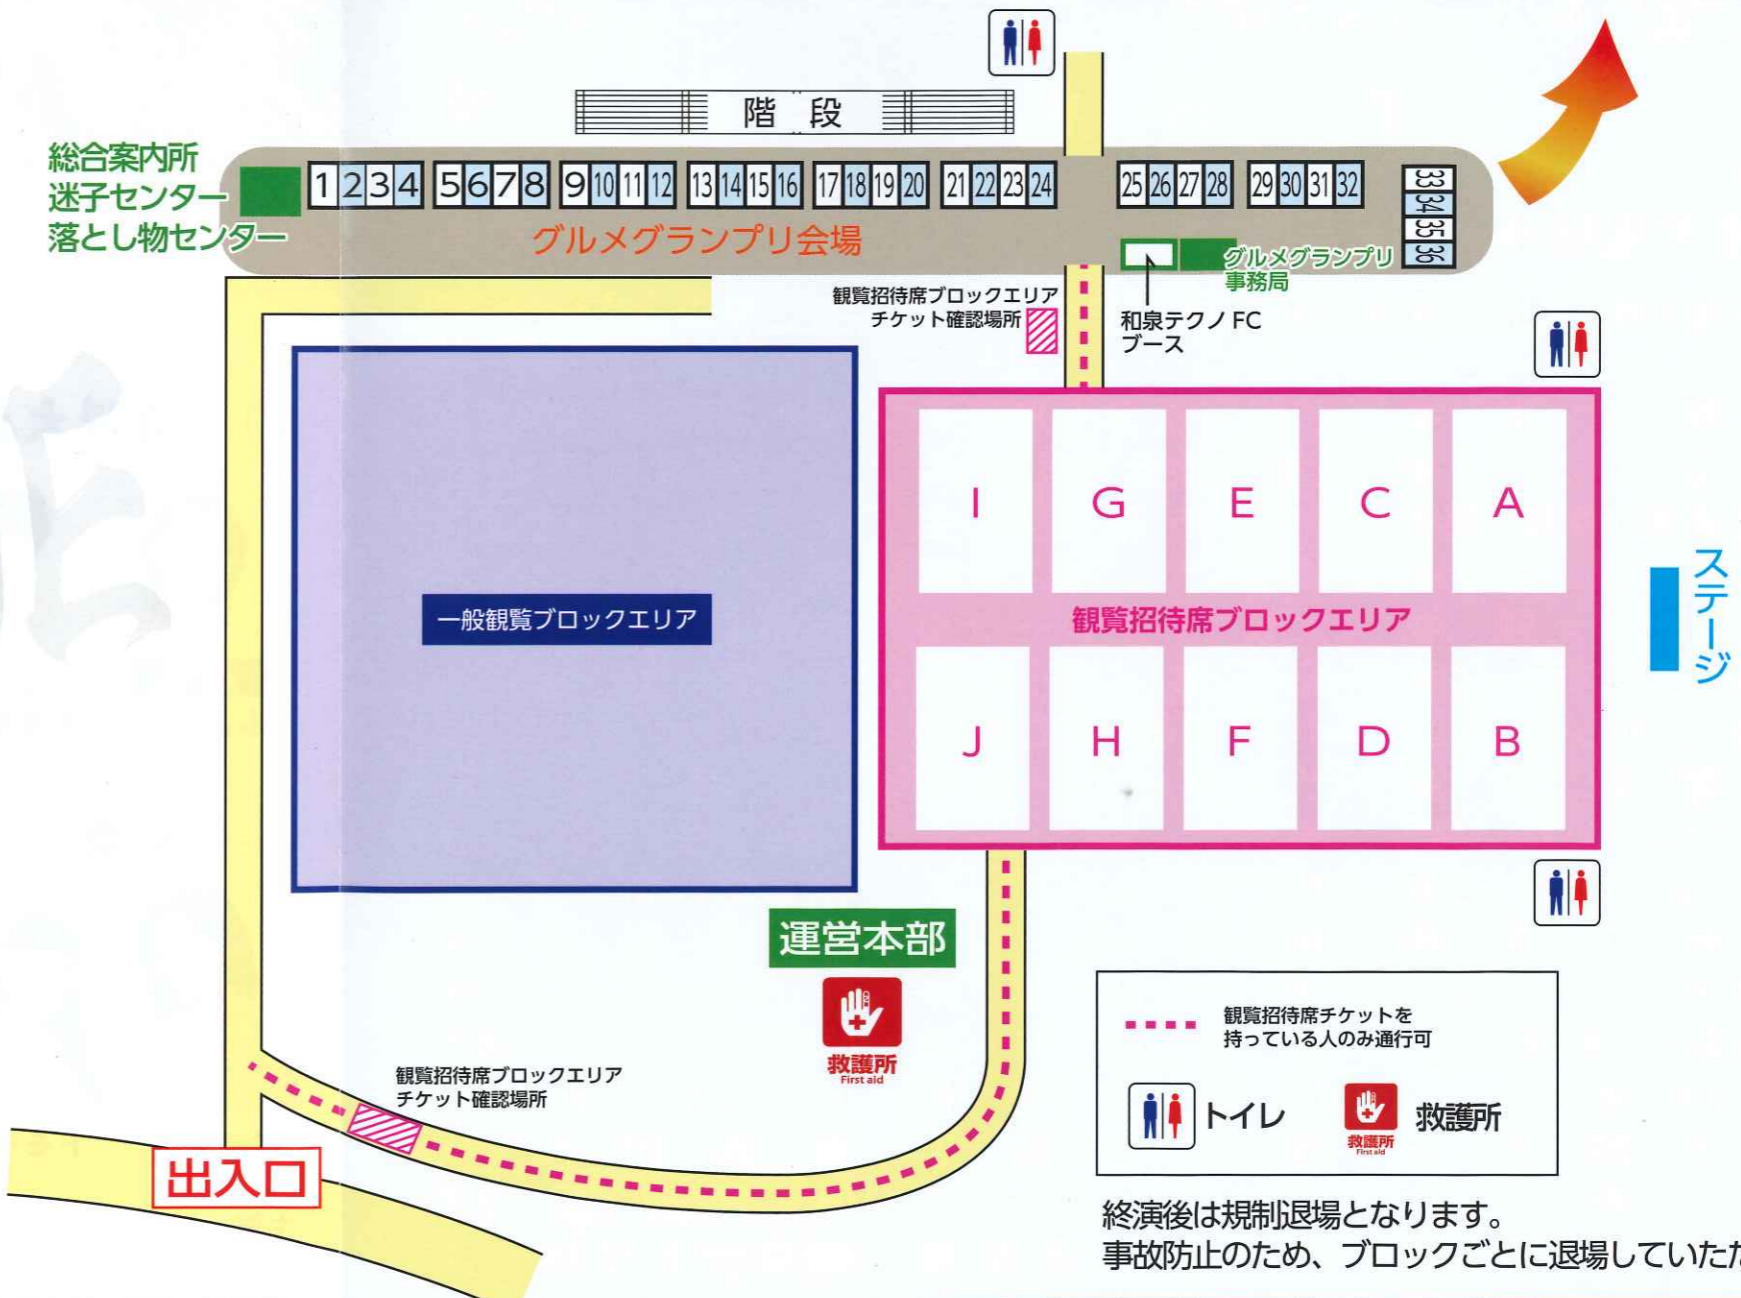 階 段
総合案内所
迷子センター
落とし物センター
1 2 3 4 5 6 7 8 9 10 11 12 13 14 15 16 17 18 19 20 21 22 23 24 25 26 27 28 29 30 31 32
33
34
35
36
グルメグランプリ会場
グルメグランプリ
事務局
観覧招待席ブロックエリア
チケット確認場所
和泉テクノ FC
ブース
I G E C A
一般観覧ブロックエリア
観覧招待席ブロックエリア
ステージ
J H F D B
運営本部
救護所
First aid
観覧招待席ブロックエリア
チケット確認場所
出入口
観覧招待席チケットを
持っている人のみ通行可
トイレ
救護所
First aid
救護所
終演後は規制退場となります。
事故防止のため、ブロックごとに退場していただ